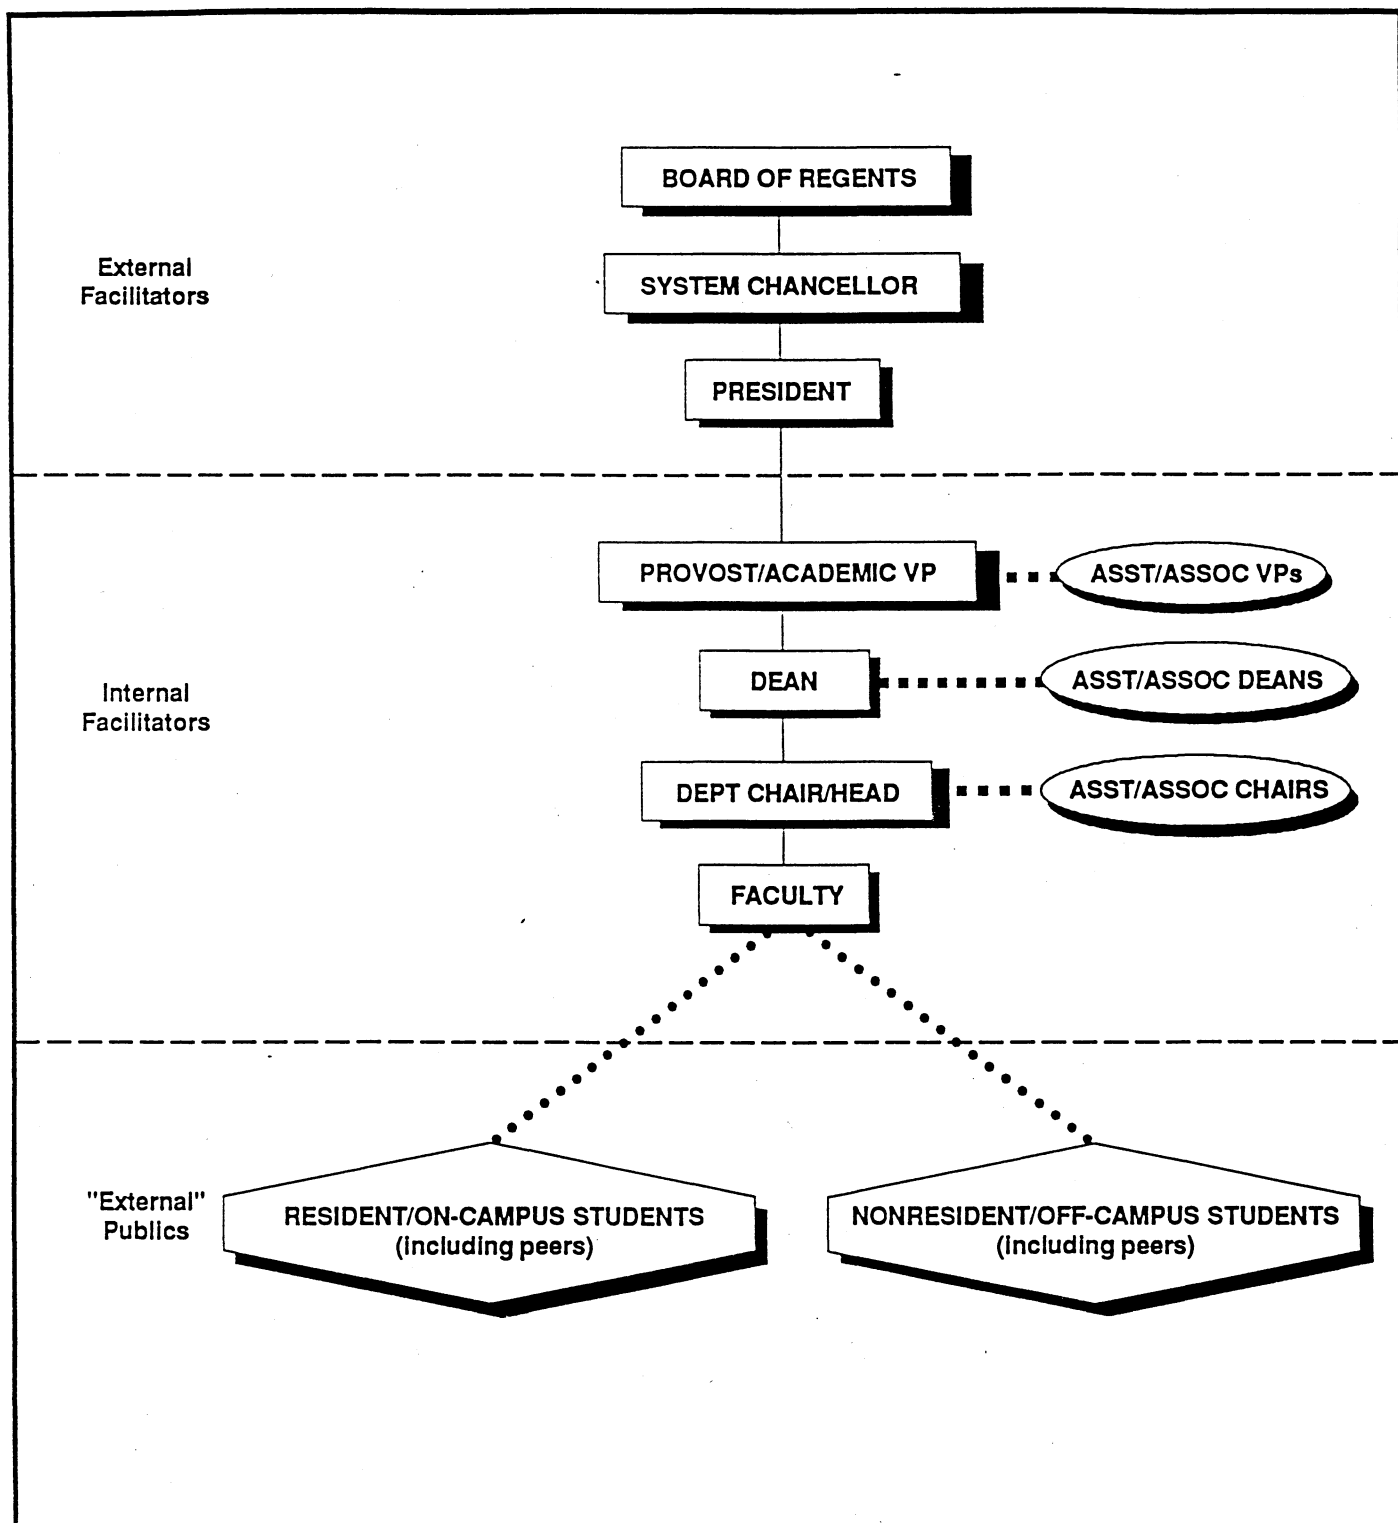 BOARD OF REGENTS
External
Facilitators
SYSTEM CHANCELLOR
PRESIDENT
PROVOST/ACADEMIC VP
ASST/ASSOC VPs
Internal
Facilitators
DEAN
ASST/ASSOC DEANS
DEPT CHAIR/HEAD
ASST/ASSOC CHAIRS
FACULTY
"External"
Publics
RESIDENT/ON-CAMPUS STUDENTS
(including peers)
NONRESIDENT/OFF-CAMPUS STUDENTS
(including peers)